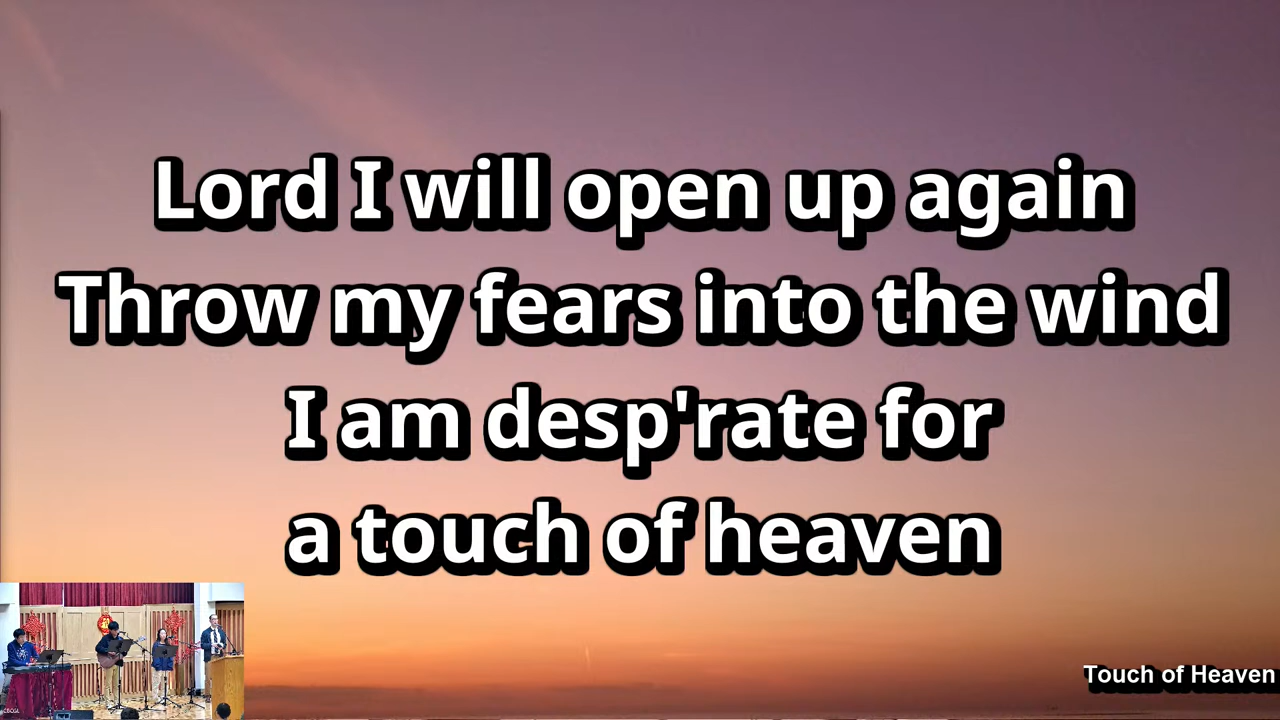 Lord I will open up again
Throw my fears into the wind
I am desp'rate for
a touch of heaven
Touch of Heaven
CBCGL